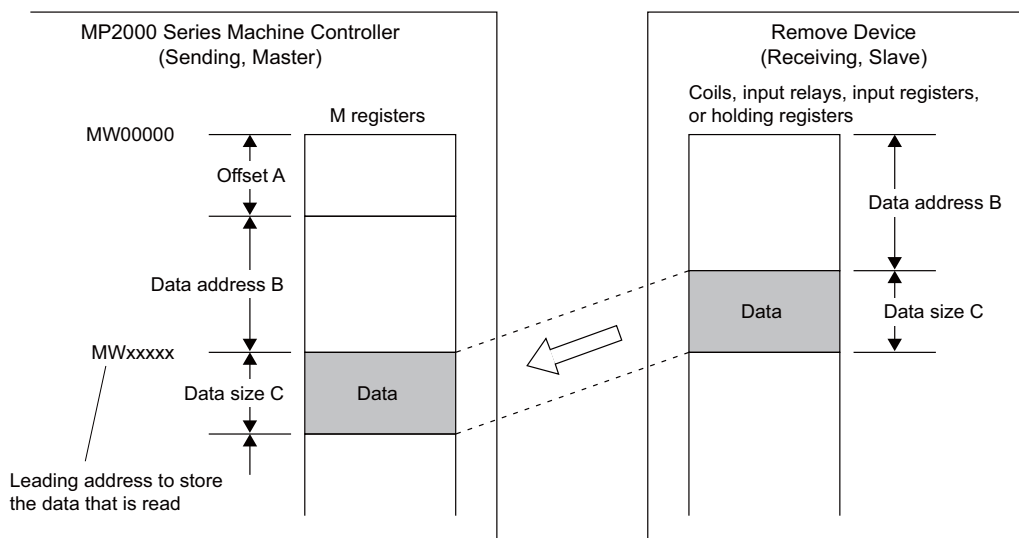 MP2000 Series Machine Controller
(Sending, Master)
M registers
MW00000
Offset A
Data address B
MWxxxxx
Data size C
Data
Leading address to store
the data that is read
Remove Device
(Receiving, Slave)
Coils, input relays, input registers,
or holding registers
Data address B
Data
Data size C